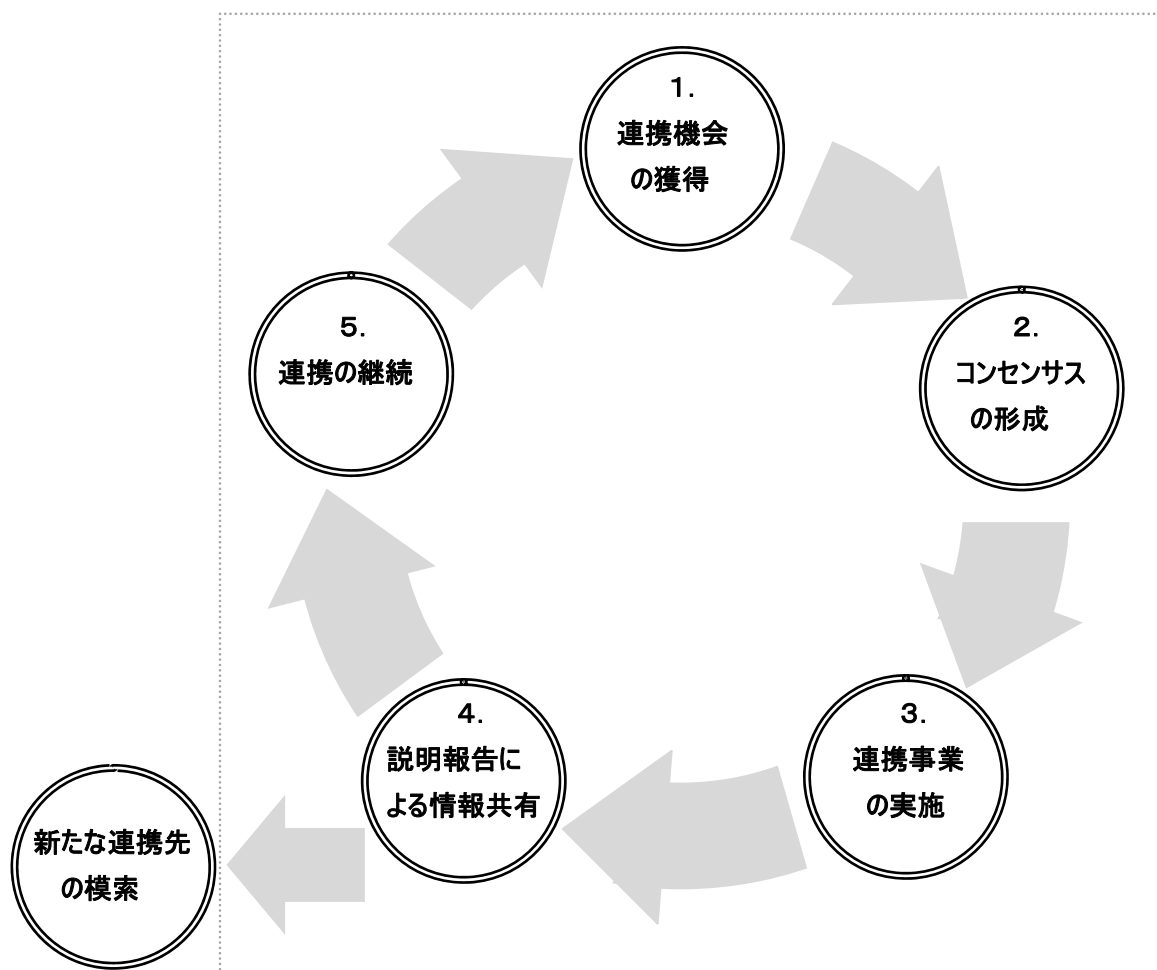 1.
連携機会
の獲得
2.
コンセンサス
の形成
3.
連携事業
の実施
4.
説明報告に
よる情報共有
5.
連携の継続
新たな連携先
の模索